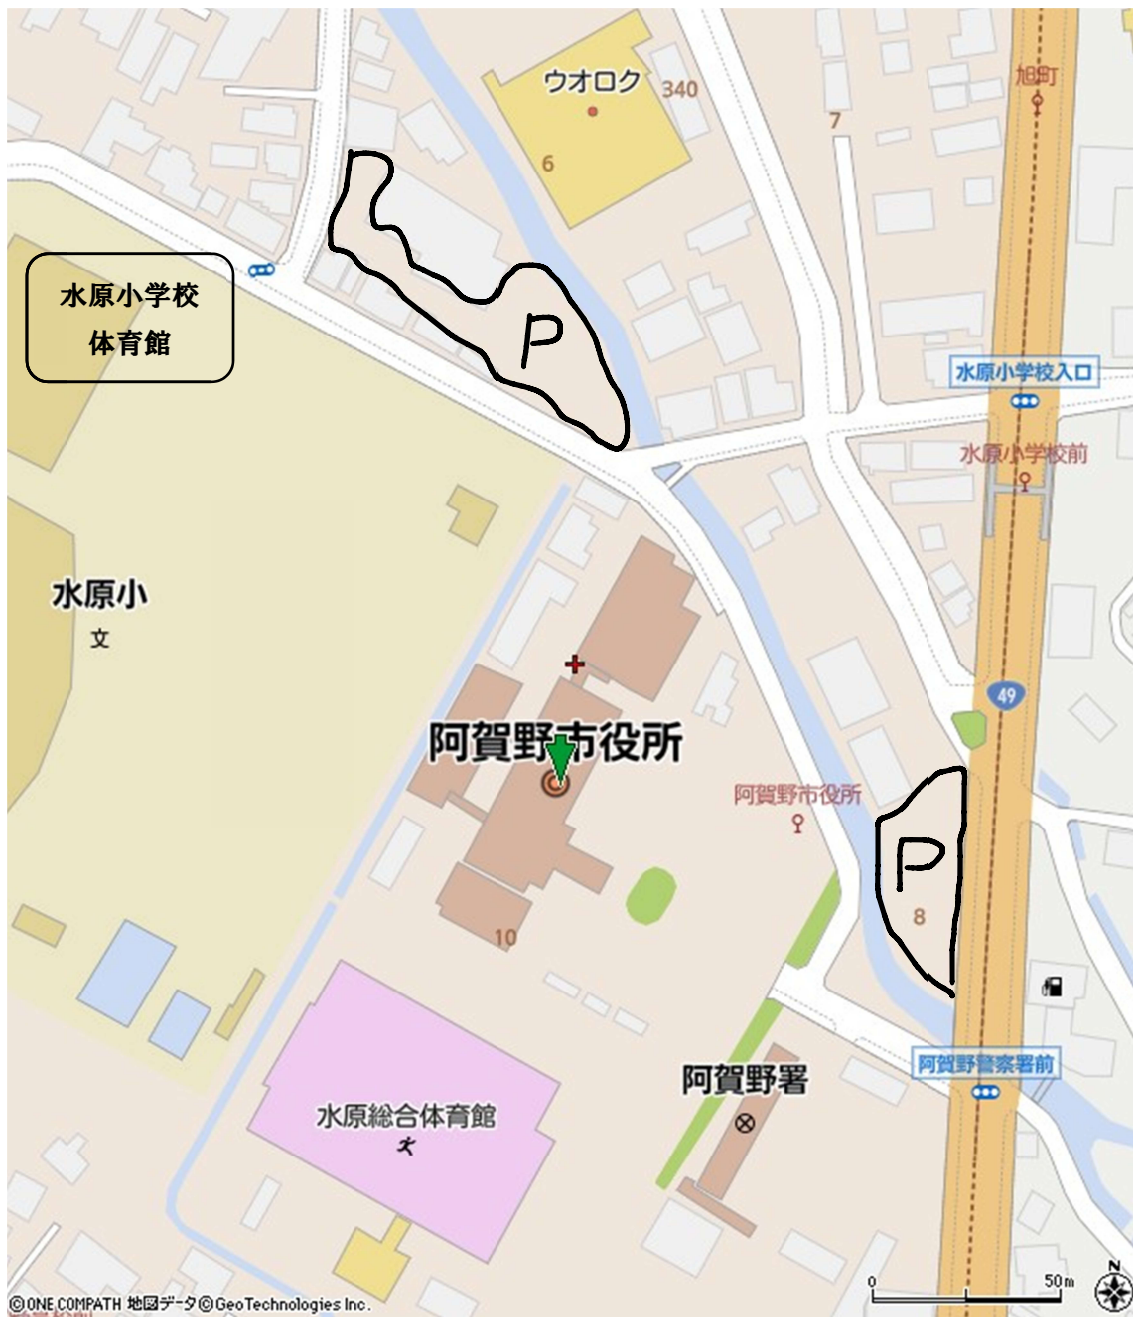 ウオロク
340
旭町
7
6
水原小学校
体育館
P
水原小学校入口
水原小学校前
水原小
文
49
阿賀野市役所
阿賀野市役所
P
8
10
阿賀野警察署前
阿賀野署
水原総合体育館
0
50m
N
©ONE COMPATH 地図データ©GeoTechnologies Inc.